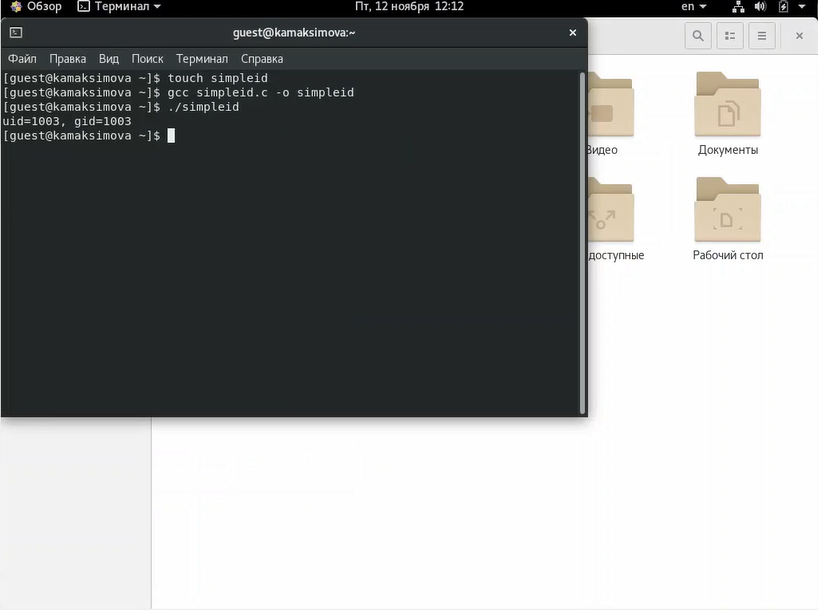 Обзор Терминал Пт, 12 ноября 12:12 en
guest@kamaksimova:~
Файл Правка Вид Поиск Терминал Справка
[guest@kamaksimova ~]$ touch simpleid
[guest@kamaksimova ~]$ gcc simpleid.c -o simpleid
[guest@kamaksimova ~]$ ./simpleid
uid=1003, gid=1003
[guest@kamaksimova ~]$
Видео Документы
доступные Рабочий стол